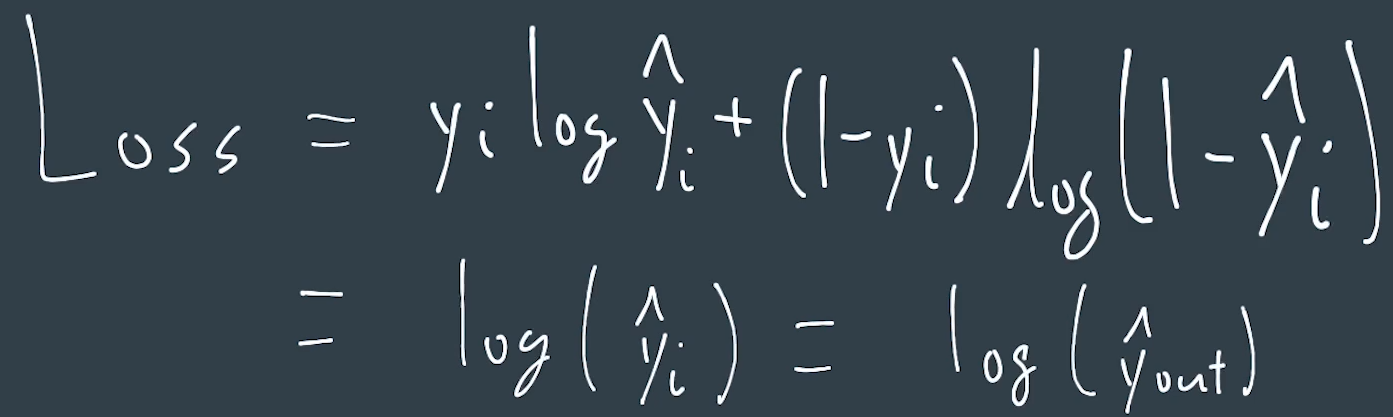 Loss = yᵢ log ŷᵢ + (1-yᵢ) log(1-ŷᵢ)
= log(ŷᵢ) = log(ŷout)